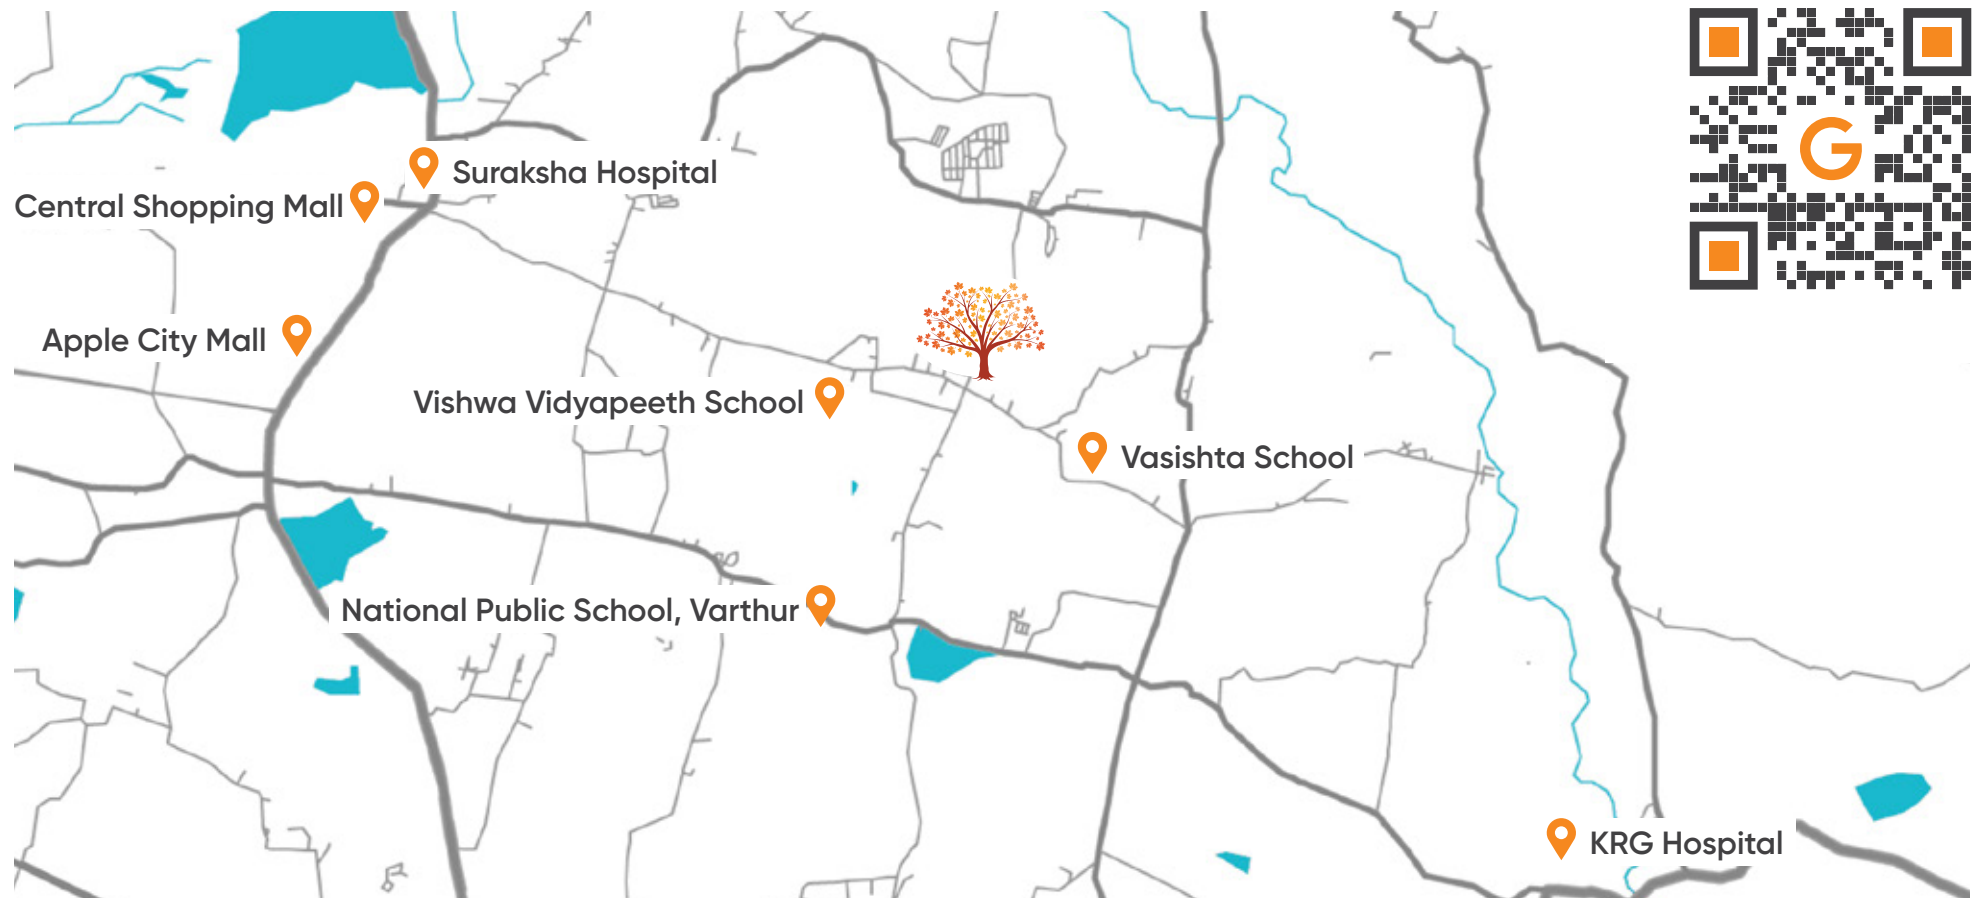 Suraksha Hospital
Central Shopping Mall
Apple City Mall
Vishwa Vidyapeeth School
Vasishta School
National Public School, Varthur
KRG Hospital
G